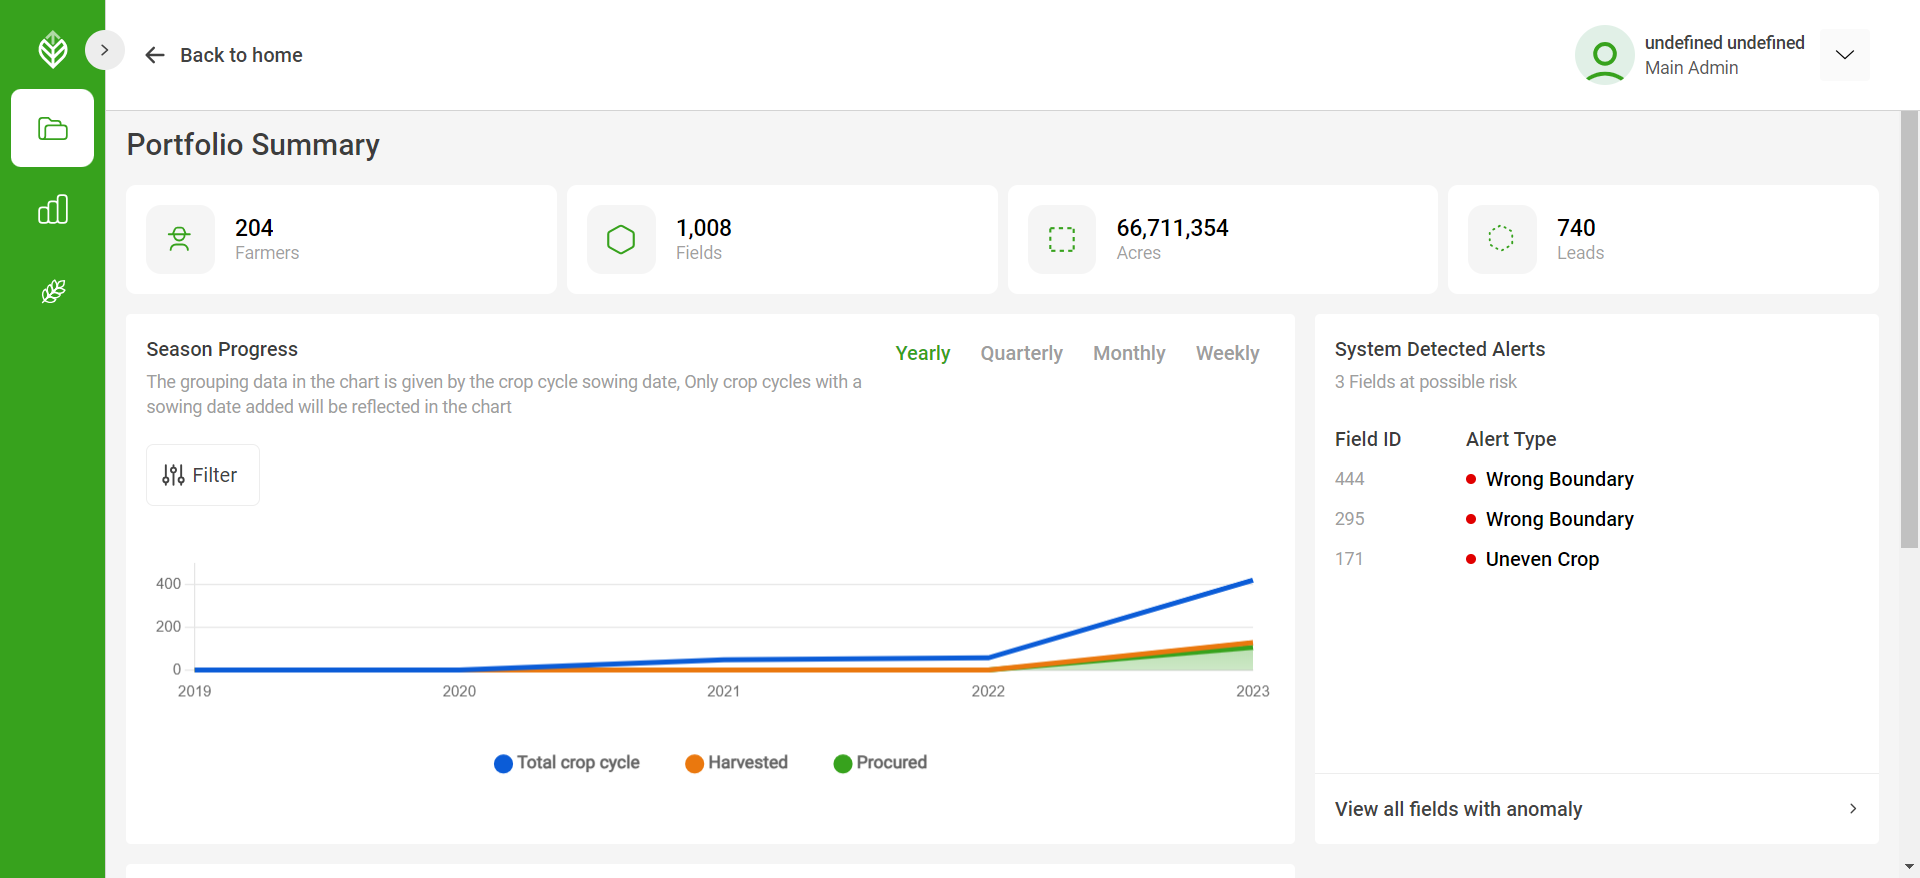 Back to home
undefined undefined
Main Admin
Portfolio Summary
204
Farmers
1,008
Fields
66,711,354
Acres
740
Leads
Season Progress
Yearly Quarterly Monthly Weekly
The grouping data in the chart is given by the crop cycle sowing date, Only crop cycles with a
sowing date added will be reflected in the chart
Filter
400
200
0
2019 2020 2021 2022 2023
Total crop cycle Harvested Procured
System Detected Alerts
3 Fields at possible risk
Field ID Alert Type
444 Wrong Boundary
295 Wrong Boundary
171 Uneven Crop
View all fields with anomaly